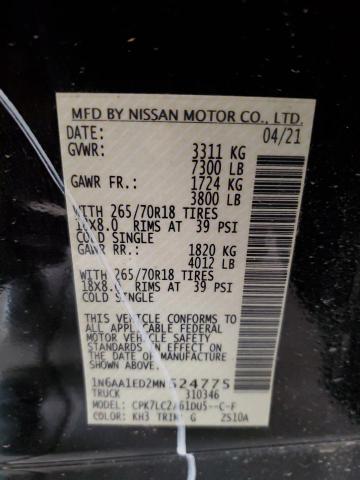 MFD BY NISSAN MOTOR CO., LTD.
DATE: 04/21
GVWR: 3311 KG
7300 LB
GAWR FR.: 1724 KG
3800 LB
WITH 265/70R18 TIRES
18X8.0 RIMS AT 39 PSI
COLD SINGLE
GAWR RR.: 1820 KG
4012 LB
WITH 265/70R18 TIRES
18X8.0 RIMS AT 39 PSI
COLD SINGLE
THIS VEHICLE CONFORMS TO
ALL APPLICABLE FEDERAL
MOTOR VEHICLE SAFETY
STANDARDS IN EFFECT ON
THE DATE OF MANUFACTURE
SHOWN ABOVE.
1N6AA1ED2MN524775
TRUCK 310346
MODEL: 61DU5--C-F
COLOR: KH3 TRIM: G 2S10A